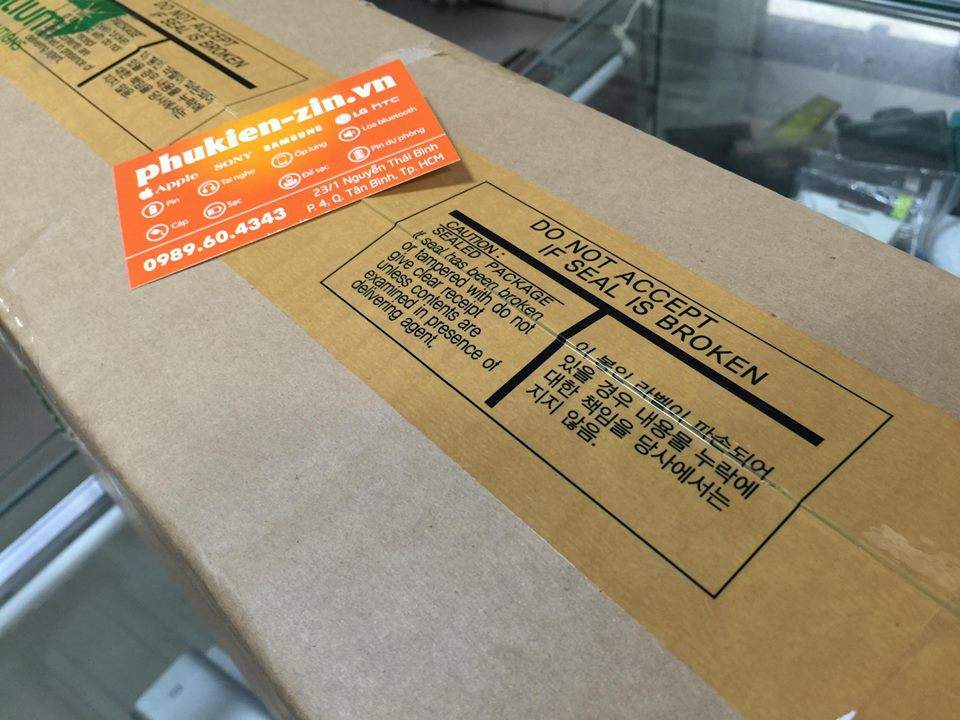 DO NOT ACCEPT
IF SEAL IS BROKEN
phukien-zin.vn
Apple SONY SAMSUNG LG hTC
Pin Tai nghe Ốp lưng Loa bluetooth
Cáp Sạc Đế sạc Pin dự phòng
0989.60.4343
23/1 Nguyễn Thái Bình
P. 4, Q. Tân Bình, Tp. HCM
DO NOT ACCEPT
IF SEAL IS BROKEN
CAUTION :
SEALED PACKAGE
If seal has been broken
or tampered with do not
give clear receipt
unless contents are
examined in presence of
delivering agent.
이 봉인 라벨이 파손되어
있을 경우 내용물 누락에
대한 책임을 당사에서는
지지 않음.